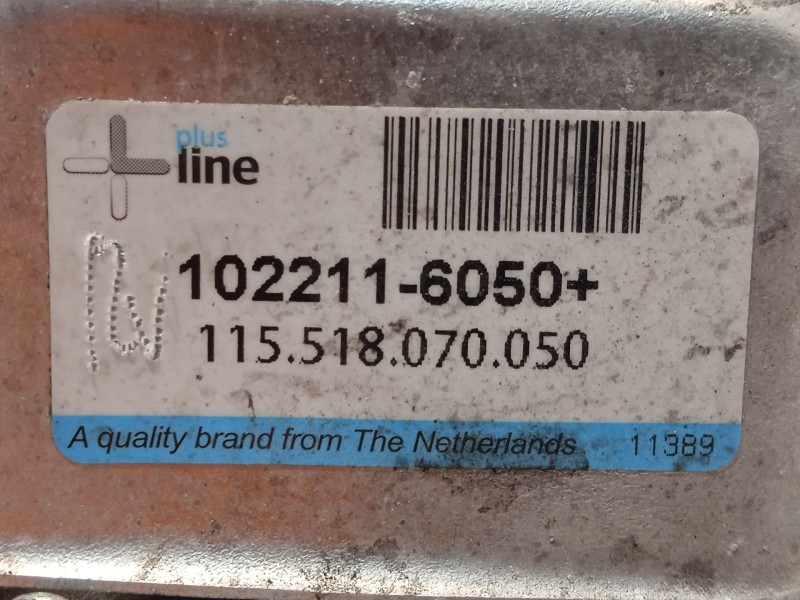 plus
line
102211-6050+
115.518.070.050
A quality brand from The Netherlands 11389